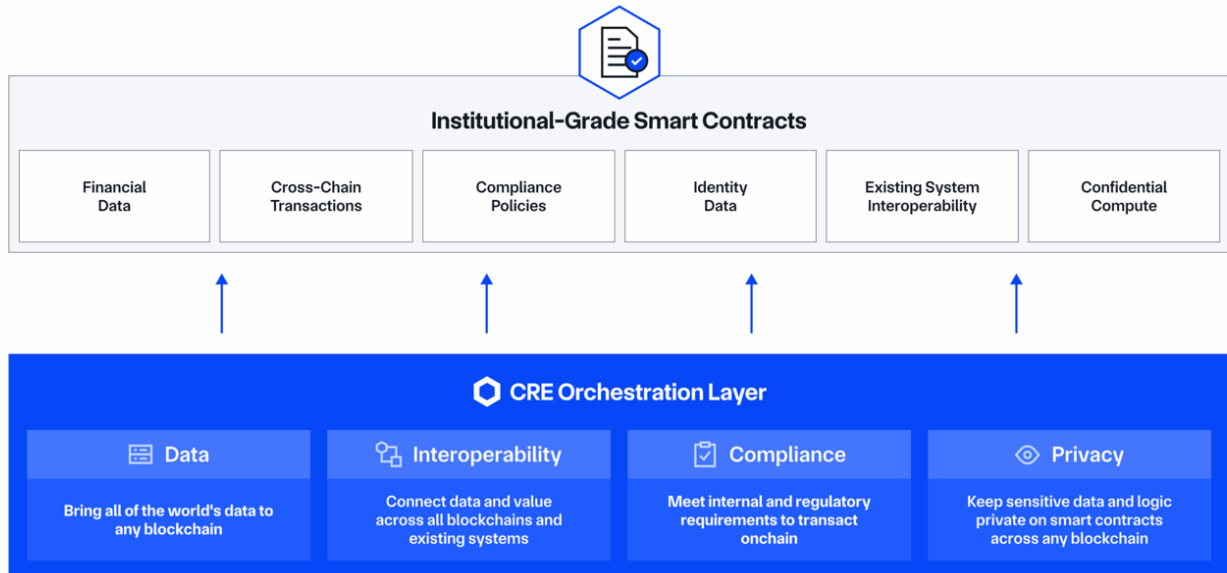 Institutional-Grade Smart Contracts
Financial
Data
Cross-Chain
Transactions
Compliance
Policies
Identity
Data
Existing System
Interoperability
Confidential
Compute
CRE Orchestration Layer
Data
Bring all of the world's data to
any blockchain
Interoperability
Connect data and value
across all blockchains and
existing systems
Compliance
Meet internal and regulatory
requirements to transact
onchain
Privacy
Keep sensitive data and logic
private on smart contracts
across any blockchain